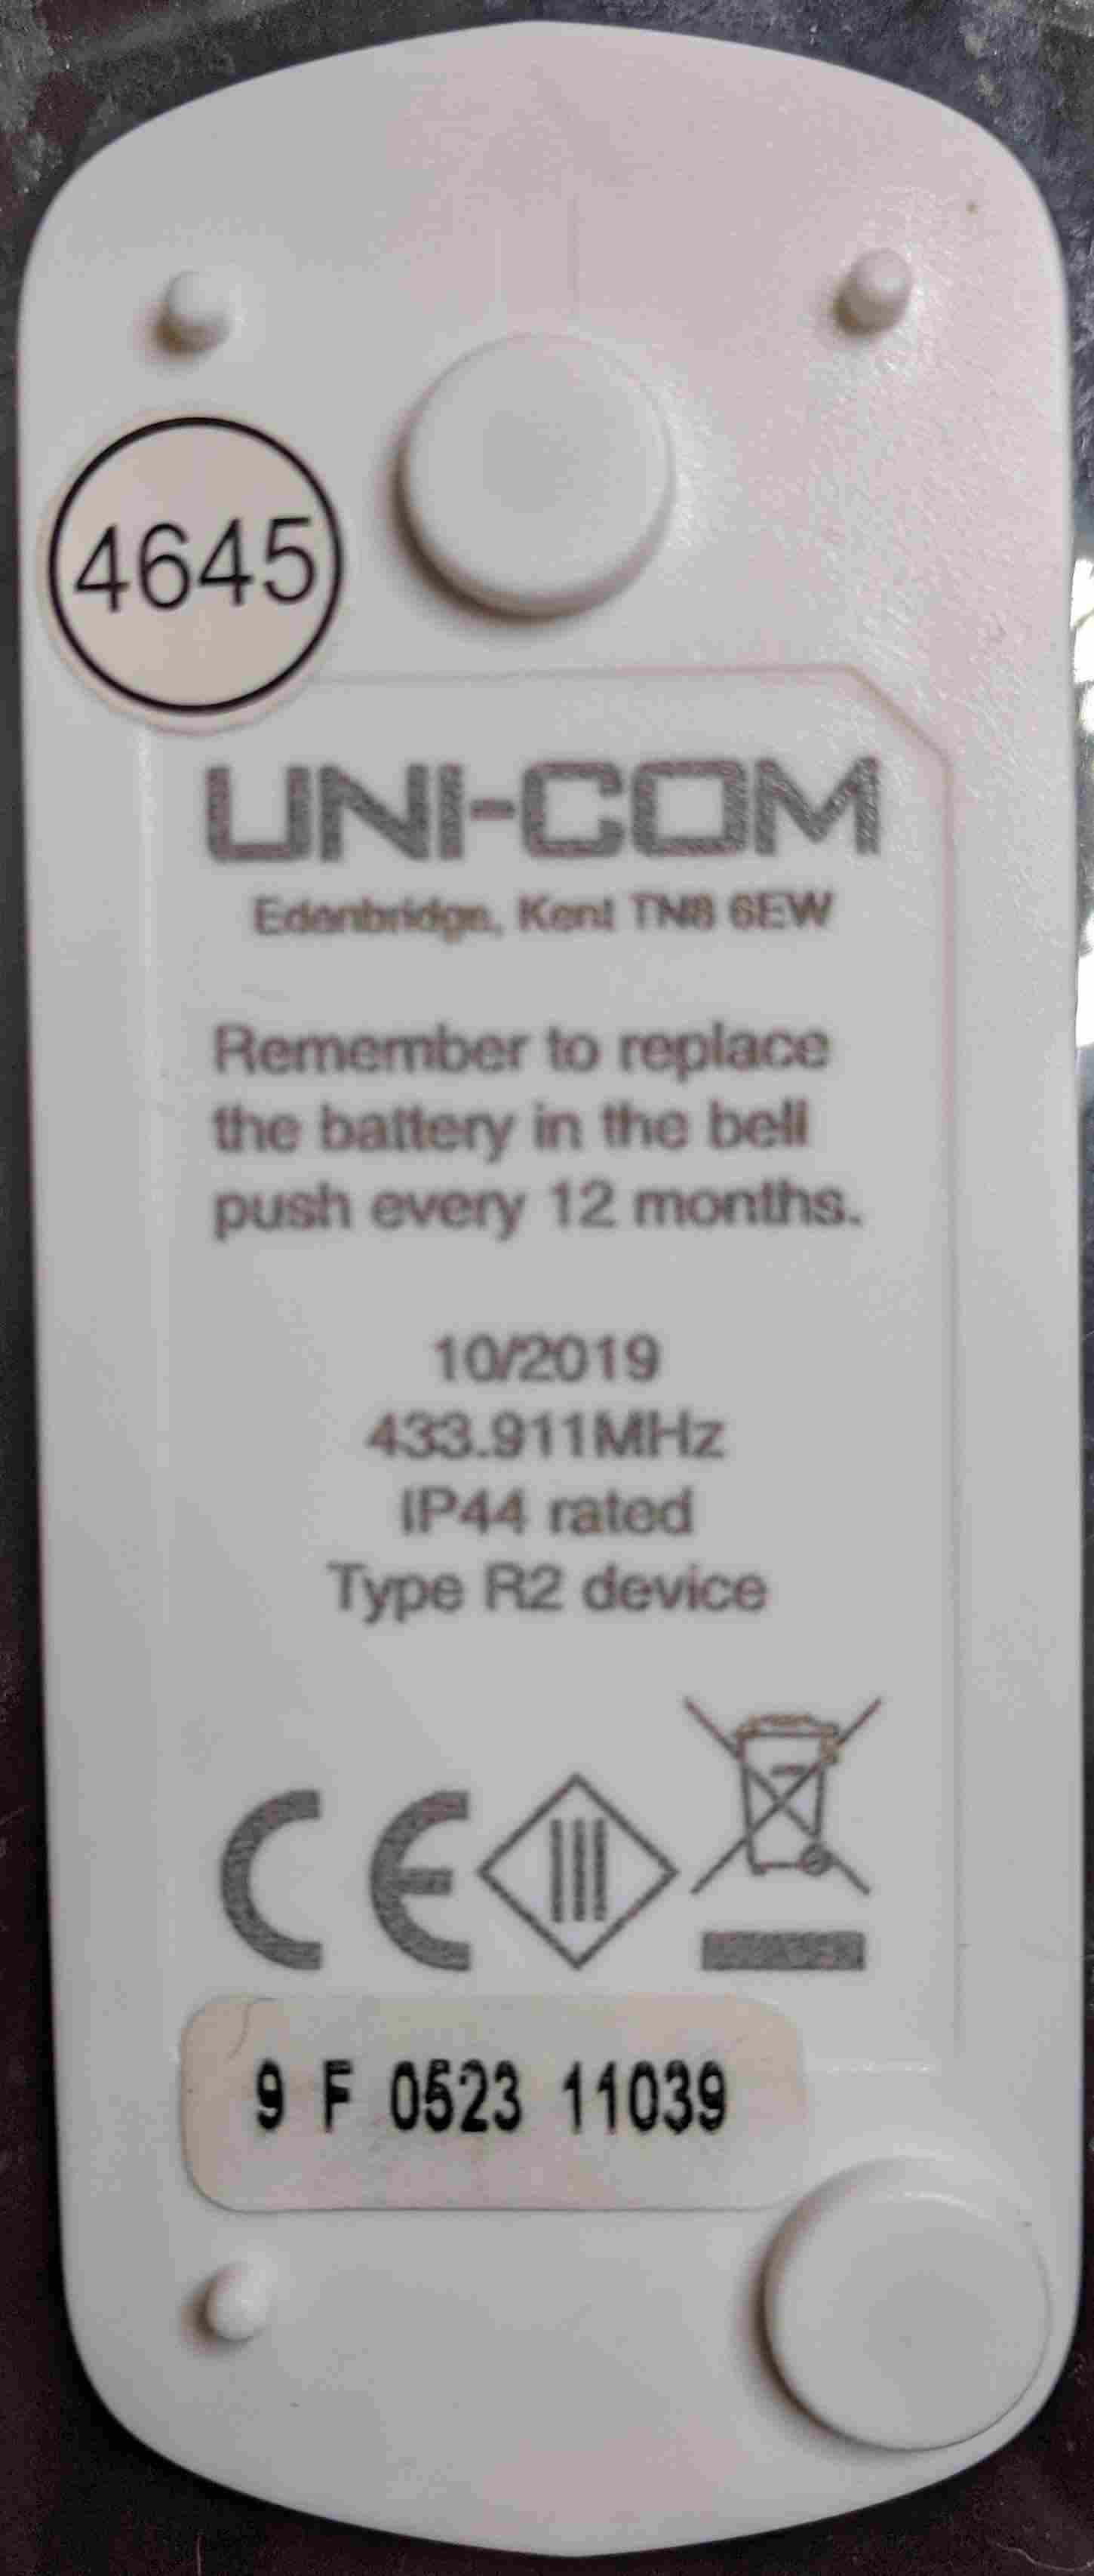 4645
UNI-COM
Edenbridge, Kent TN8 6EW
Remember to replace
the battery in the bell
push every 12 months.
10/2019
433.911MHz
IP44 rated
Type R2 device
CE
III
9 F 0523 11039